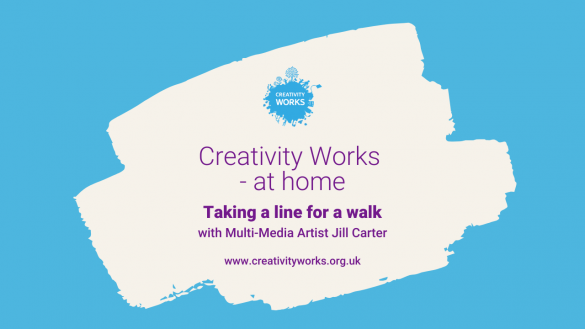 CREATIVITY
WORKS
Creativity Works
- at home
Taking a line for a walk
with Multi-Media Artist Jill Carter
www.creativityworks.org.uk